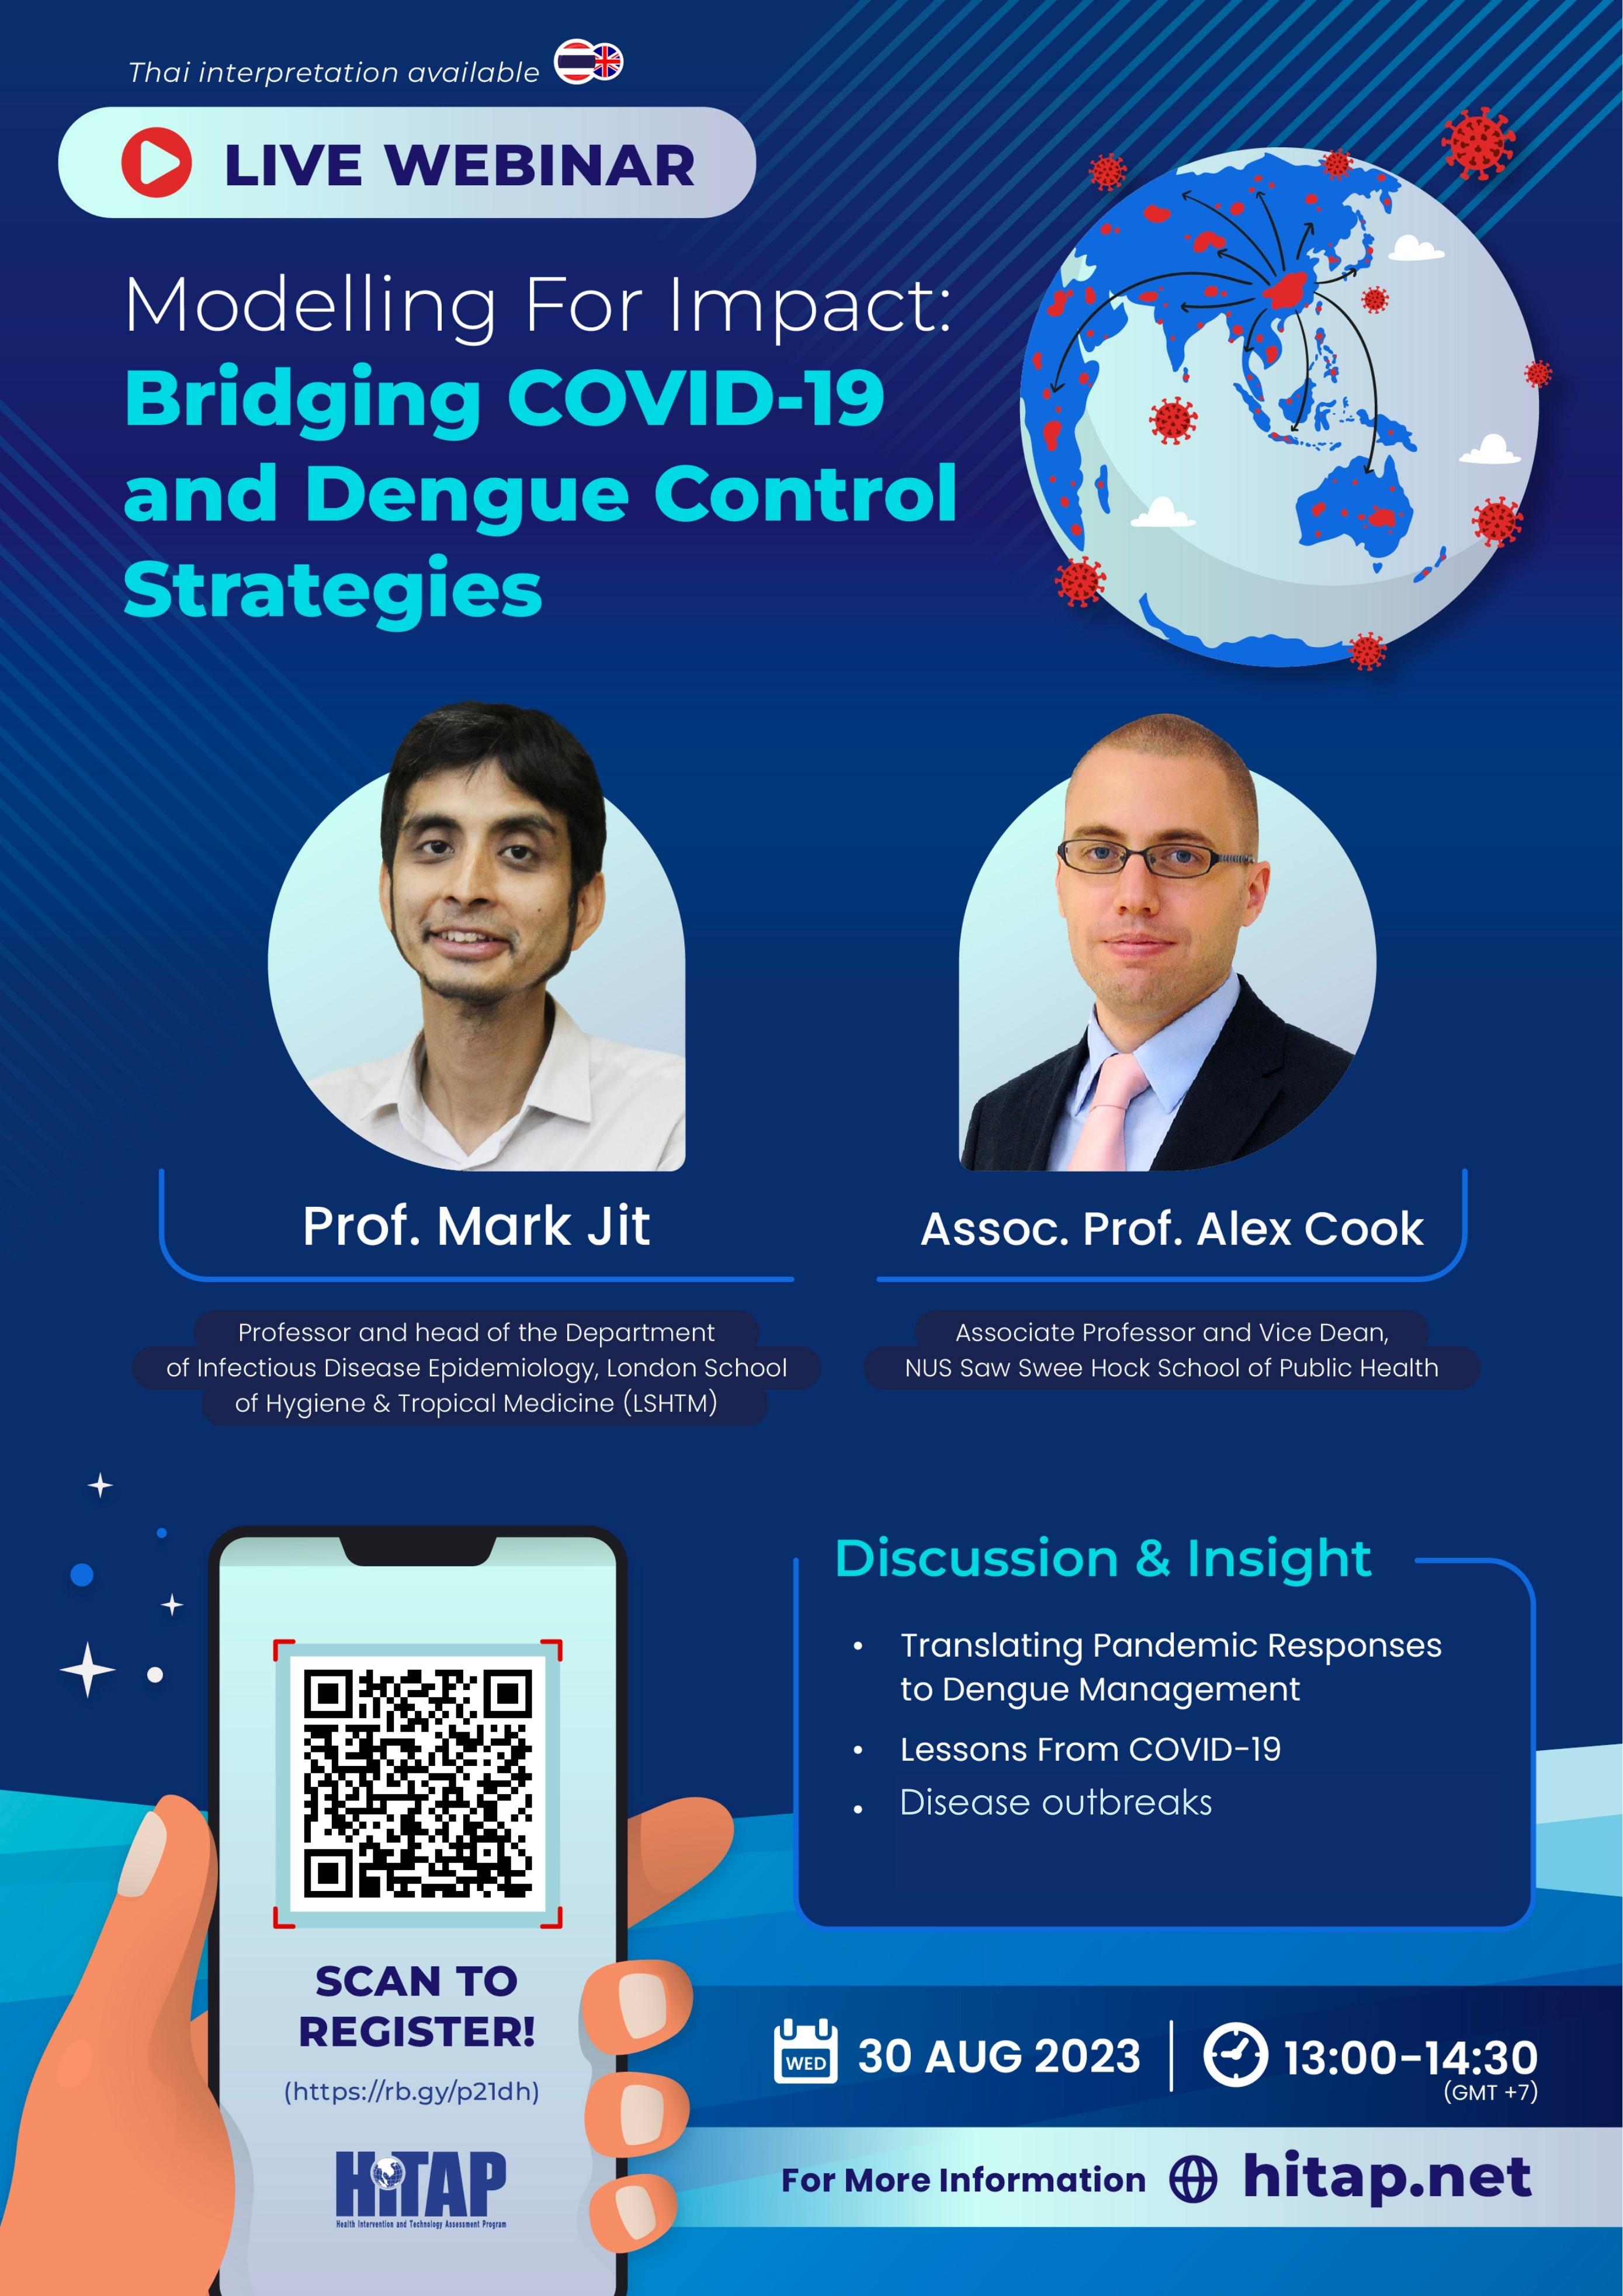 Thai interpretation available
LIVE WEBINAR
Modelling For Impact:
Bridging COVID-19
and Dengue Control
Strategies
Prof. Mark Jit
Professor and head of the Department
of Infectious Disease Epidemiology, London School
of Hygiene & Tropical Medicine (LSHTM)
Assoc. Prof. Alex Cook
Associate Professor and Vice Dean,
NUS Saw Swee Hock School of Public Health
Discussion & Insight
• Translating Pandemic Responses
to Dengue Management
• Lessons From COVID-19
• Disease outbreaks
SCAN TO
REGISTER!
(https://rb.gy/p21dh)
HiTAP
Health Intervention and Technology Assessment Program
WED
30 AUG 2023
13:00-14:30
(GMT +7)
For More Information
hitap.net